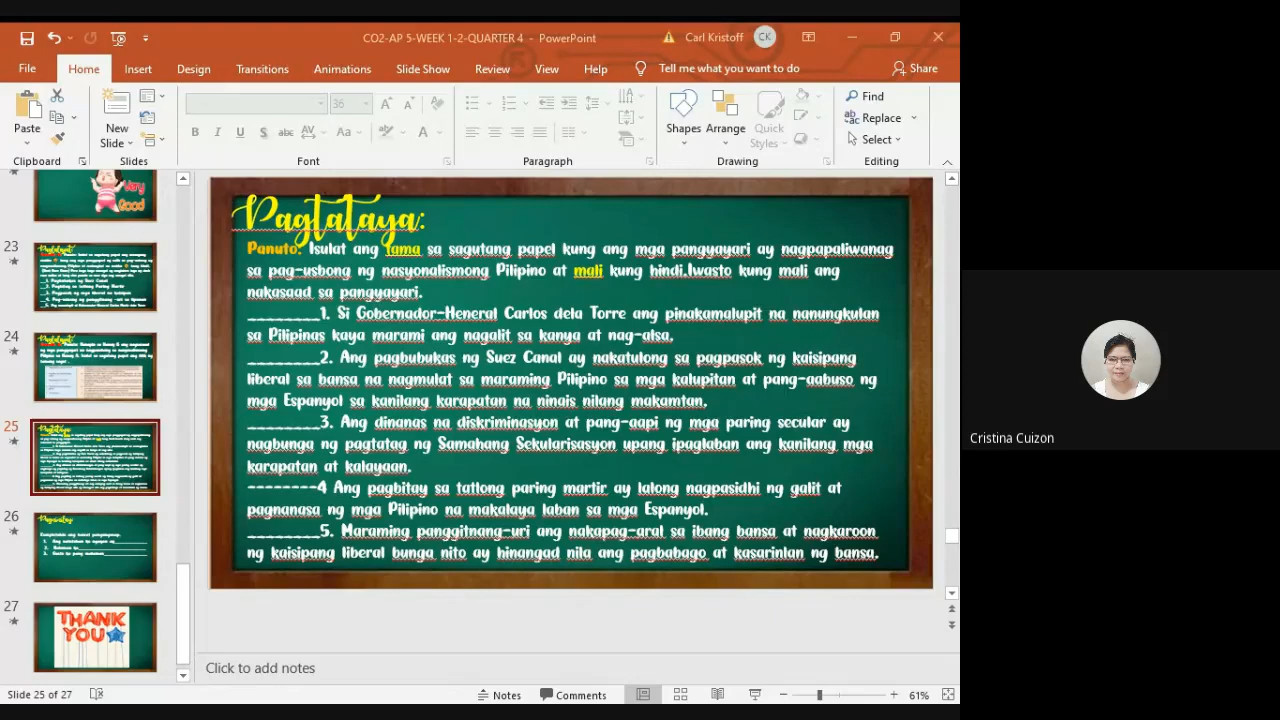 CO2-AP 5-WEEK 1-2-QUARTER 4 - PowerPoint
Carl Kristoff
CK
File Home Insert Design Transitions Animations Slide Show Review View Help Tell me what you want to do Share
36
Paste
New Slide
Shapes Arrange Quick Styles
Find
Replace
Select
Clipboard Slides Font Paragraph Drawing Editing
Very
Good
23
24
25
26
27
THANK
YOU
Pagtataya:
Panuto: Isulat ang tama sa sagutang papel kung ang mga pangyayari ay nagpapaliwanag
sa pag-usbong ng nasyonalismong Pilipino at mali kung hindi.Iwasto kung mali ang
nakasaad sa pangyayari.
_________1. Si Gobernador-Heneral Carlos dela Torre ang pinakamalupit na nanungkulan
sa Pilipinas kaya marami ang nagalit sa kanya at nag-alsa.
_________2. Ang pagbubukas ng Suez Canal ay nakatulong sa pagpasok ng kaisipang
liberal sa bansa na nagmulat sa maraming Pilipino sa mga kalupitan at pang-aabuso ng
mga Espanyol sa kanilang karapatan na ninais nilang makamtan.
_________3. Ang dinanas na diskriminasyon at pang-aapi ng mga paring secular ay
nagbunga ng pagtatag ng Samahang Sekularisasyon upang ipaglaban ang kanilang mga
karapatan at kalayaan.
--------4 Ang pagbitay sa tatlong paring martir ay lalong nagpasidhi ng galit at
pagnanasa ng mga Pilipino na makalaya laban sa mga Espanyol.
_________5. Maraming panggitnang-uri ang nakapag-aral sa ibang bansa at nagkaroon
ng kaisipang liberal bunga nito ay hinangad nila ang pagbabago at kasarinlan ng bansa.
Click to add notes
Slide 25 of 27
Notes Comments
61%
Cristina Cuizon